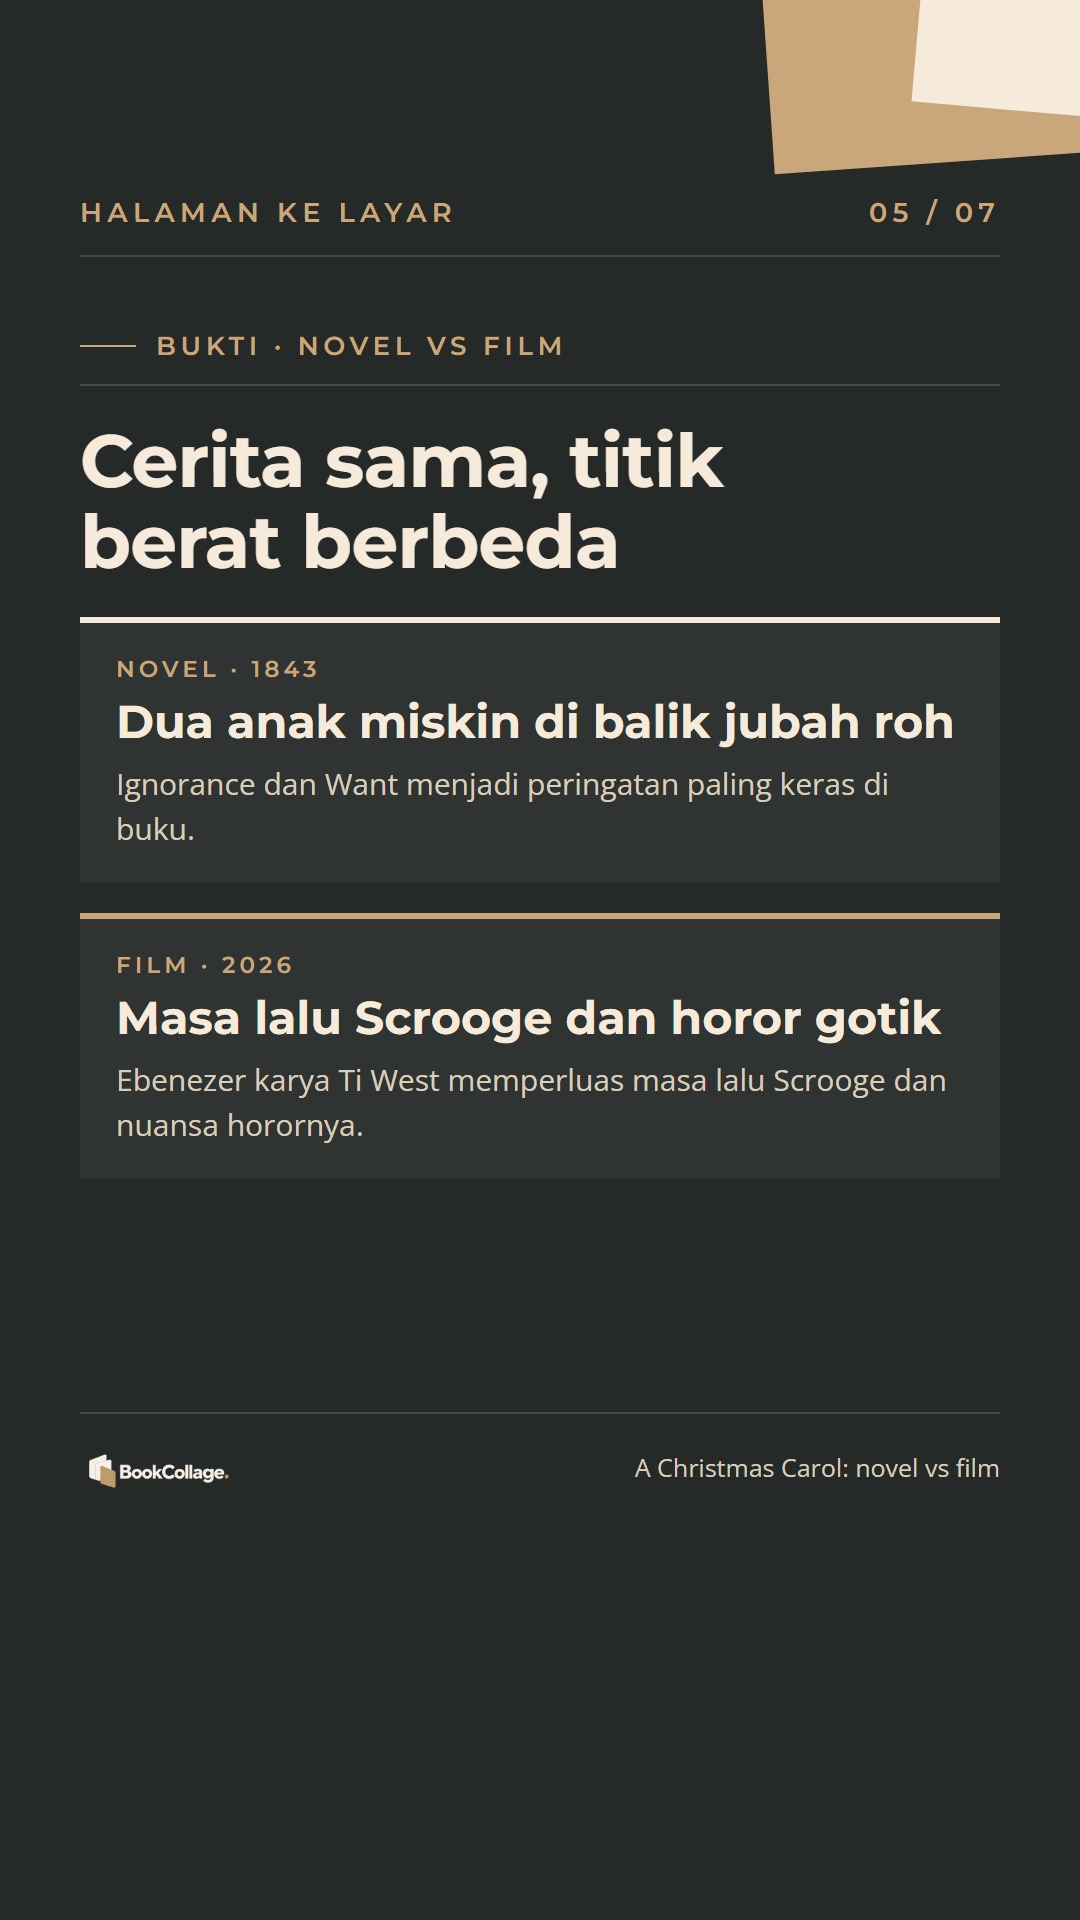 HALAMAN KE LAYAR
05 / 07
BUKTI · NOVEL VS FILM
Cerita sama, titik
berat berbeda
NOVEL · 1843
Dua anak miskin di balik jubah roh
Ignorance dan Want menjadi peringatan paling keras di
buku.
FILM · 2026
Masa lalu Scrooge dan horor gotik
Ebenezer karya Ti West memperluas masa lalu Scrooge dan
nuansa horornya.
BookCollage.
A Christmas Carol: novel vs film